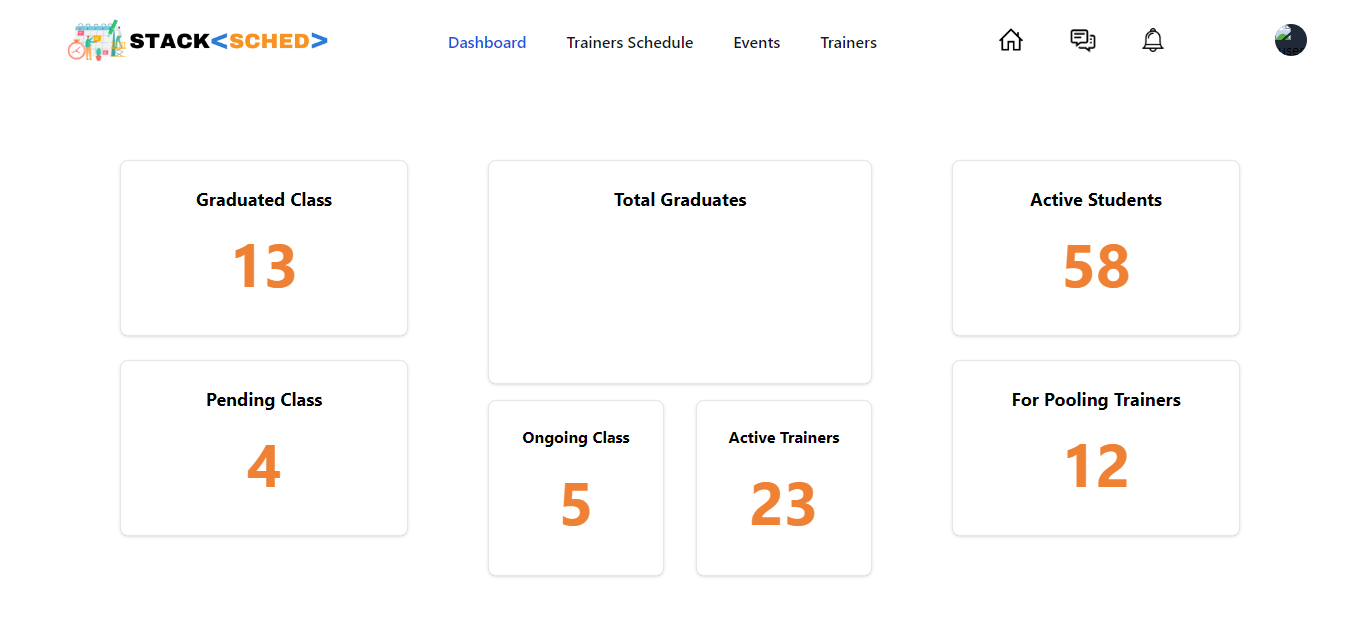 STACK<SCHED>
Dashboard
Trainers Schedule
Events
Trainers
user
Graduated Class
13
Total Graduates
Active Students
58
Pending Class
4
Ongoing Class
5
Active Trainers
23
For Pooling Trainers
12